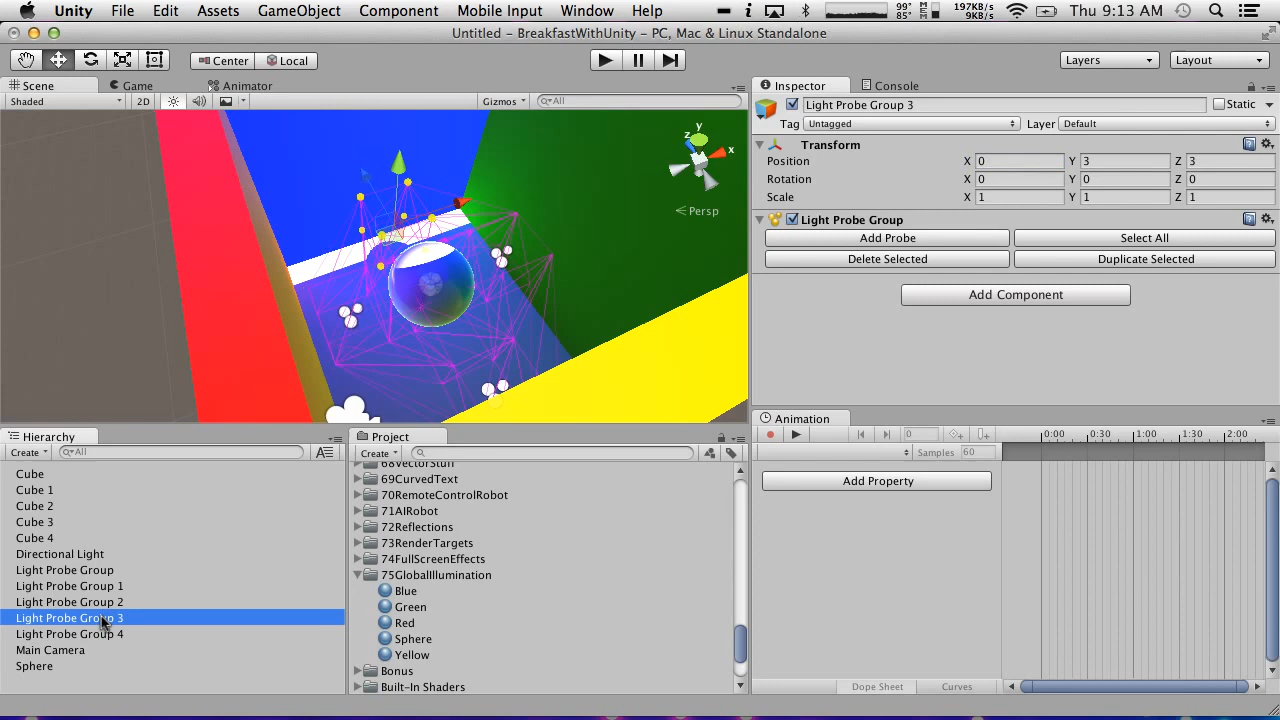 Unity File Edit Assets GameObject Component Mobile Input Window Help 99° 85° 197KB/s 9KB/s Thu 9:13 AM
Untitled - BreakfastWithUnity - PC, Mac & Linux Standalone
Center Local Layers Layout
Scene Game Animator
Shaded 2D Gizmos All
y
z
x
Persp
Inspector Console
Light Probe Group 3 Static
Tag Untagged Layer Default
Transform
Position X 0 Y 3 Z 3
Rotation X 0 Y 0 Z 0
Scale X 1 Y 1 Z 1
Light Probe Group
Add Probe Select All
Delete Selected Duplicate Selected
Add Component
Hierarchy
Create All
Cube
Cube 1
Cube 2
Cube 3
Cube 4
Directional Light
Light Probe Group
Light Probe Group 1
Light Probe Group 2
Light Probe Group 3
Light Probe Group 4
Main Camera
Sphere
Project
Create
68VectorStuff
69CurvedText
70RemoteControlRobot
71AIRobot
72Reflections
73RenderTargets
74FullScreenEffects
75GlobalIllumination
Blue
Green
Red
Sphere
Yellow
Bonus
Built-In Shaders
Animation
0 0:00 0:30 1:00 1:30 2:00
Samples 60
Add Property
Dope Sheet Curves